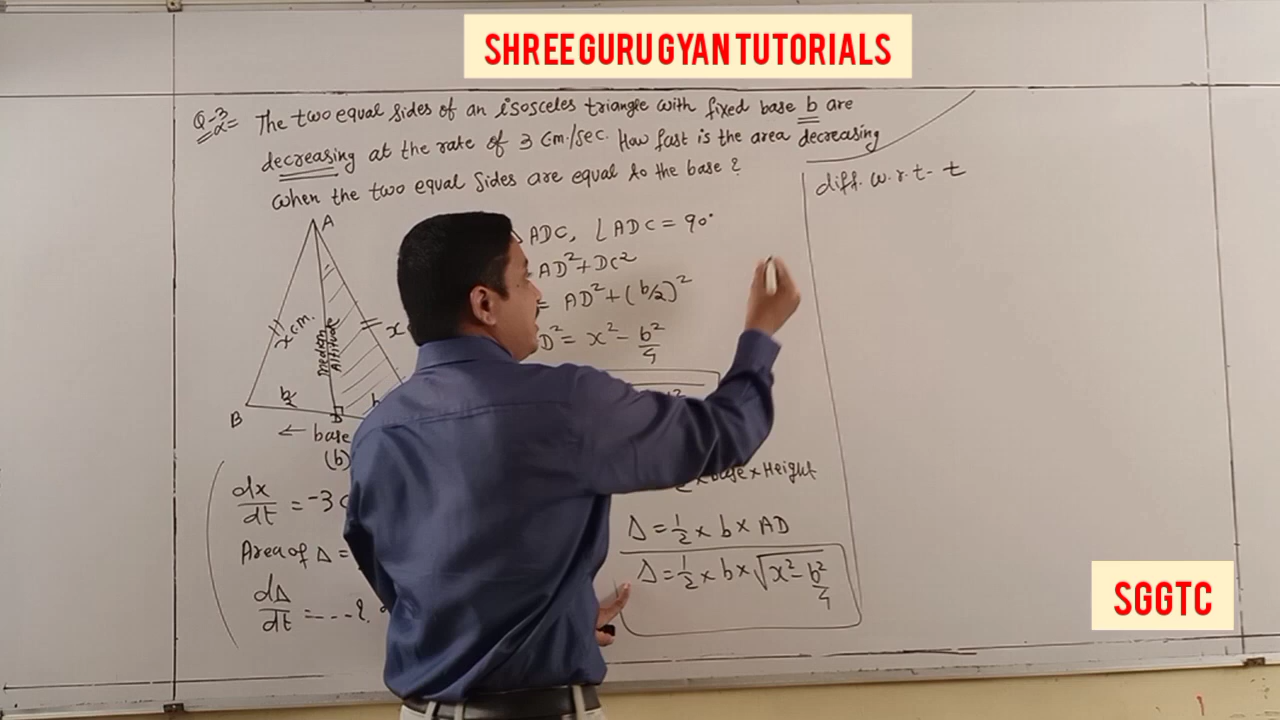 SHREE GURU GYAN TUTORIALS
Q-3
The two equal sides of an isosceles triangle with fixed base b are
decreasing at the rate of 3 cm./sec. How fast is the area decreasing
when the two equal sides are equal to the base?
A
x cm.
x
Median
Altitude
B
b/2
b
← base
(b)
dx/dt = -3
Area of Δ =
dΔ/dt = ---?
ADC, ∠ADC = 90°
AD² + DC²
= AD² + (b/2)²
D² = x² - b²/4
x Base x Height
Δ = 1/2 x b x AD
Δ = 1/2 x b x √x² - b²/4
diff. w.r.t. t
SGGTC